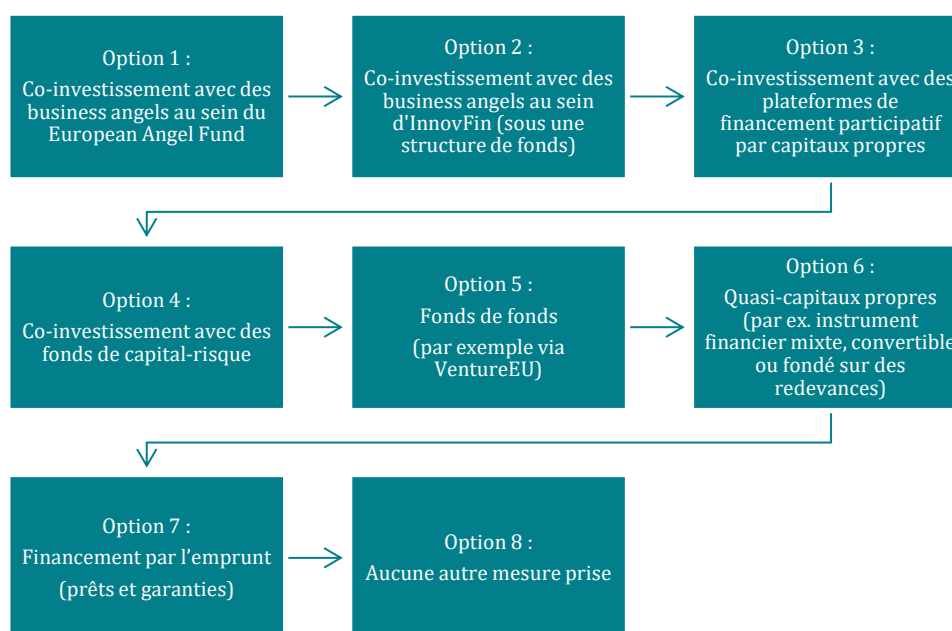 Option 1 :
Co-investissement avec des
business angels au sein du
European Angel Fund
Option 2 :
Co-investissement avec des
business angels au sein
d'InnovFin (sous une
structure de fonds)
Option 3 :
Co-investissement avec des
plateformes de
financement participatif
par capitaux propres
Option 4 :
Co-investissement avec des
fonds de capital-risque
Option 5 :
Fonds de fonds
(par exemple via
VentureEU)
Option 6 :
Quasi-capitaux propres
(par ex. instrument
financier mixte, convertible
ou fondé sur des
redevances)
Option 7 :
Financement par l’emprunt
(prêts et garanties)
Option 8 :
Aucune autre mesure prise